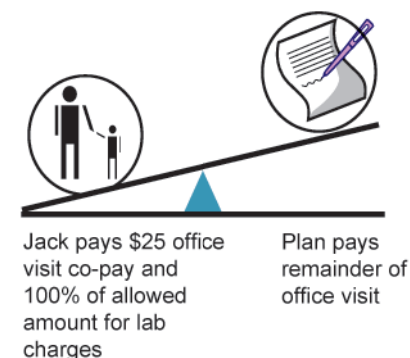 Jack pays $25 office
visit co-pay and
100% of allowed
amount for lab
charges
Plan pays
remainder of
office visit